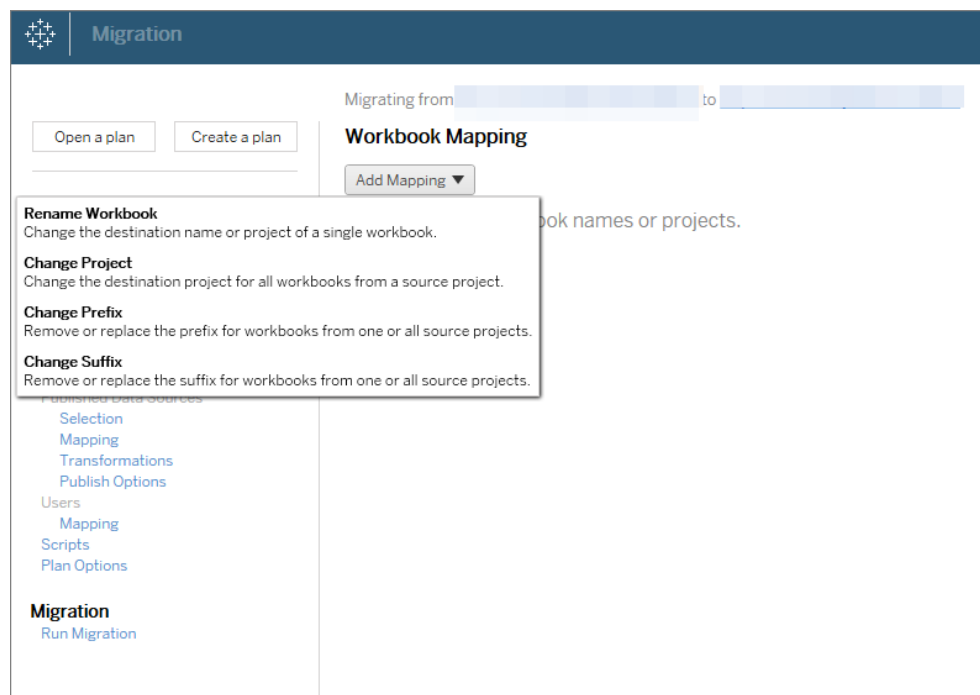 Migration
Migrating from to
Open a plan
Create a plan
Workbook Mapping
Add Mapping ▼
Rename Workbook
Change the destination name or project of a single workbook.
Change Project
Change the destination project for all workbooks from a source project.
Change Prefix
Remove or replace the prefix for workbooks from one or all source projects.
Change Suffix
Remove or replace the suffix for workbooks from one or all source projects.
names or projects.
Published Data Sources
Selection
Mapping
Transformations
Publish Options
Users
Mapping
Scripts
Plan Options
Migration
Run Migration